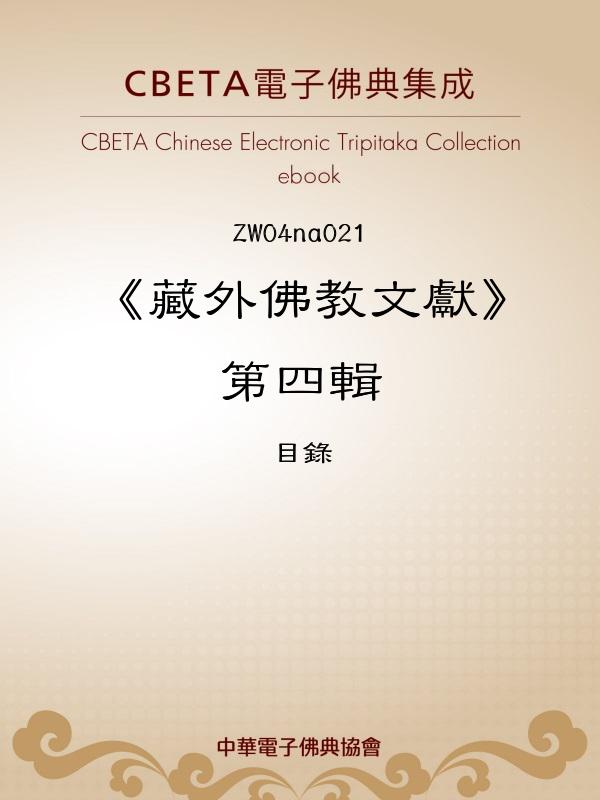 CBETA電子佛典集成
CBETA Chinese Electronic Tripitaka Collection
ebook
ZW04na021
《藏外佛教文獻》
第四輯
目錄
中華電子佛典協會